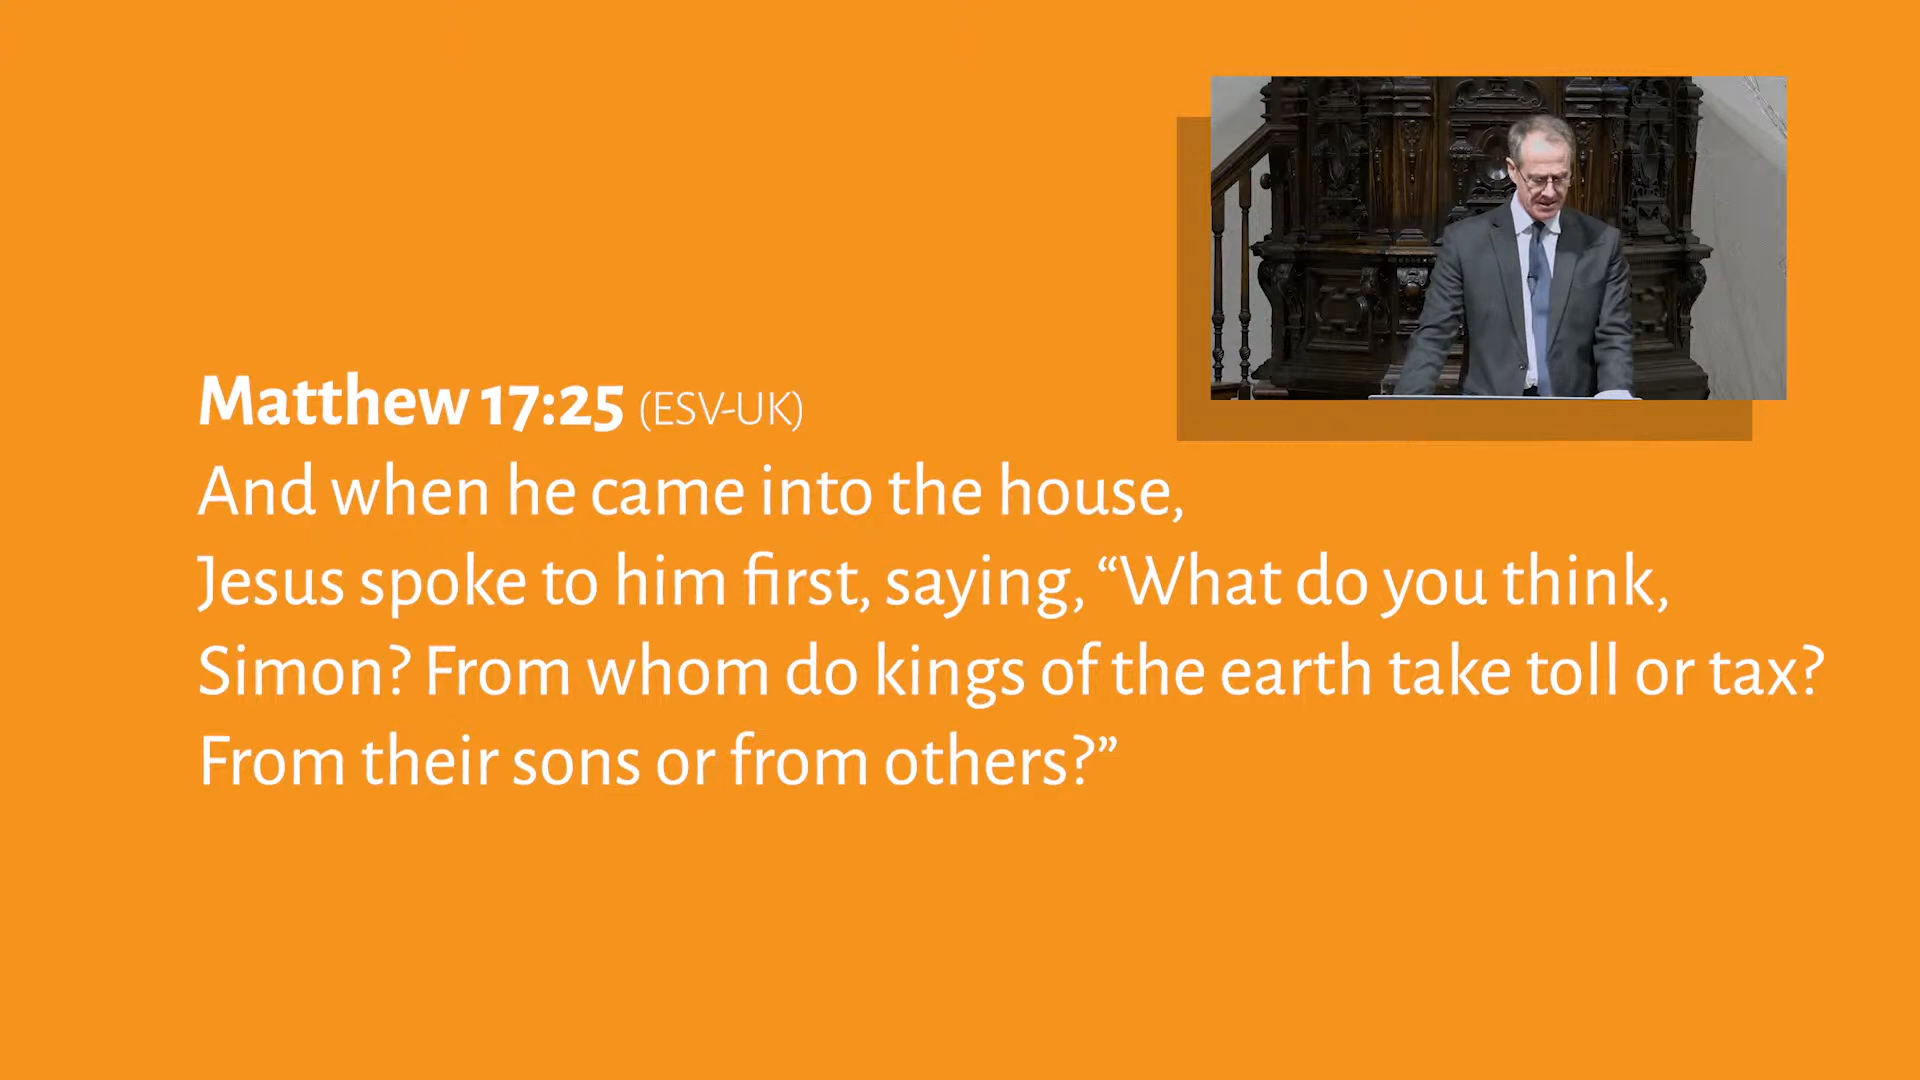 Matthew 17:25 (ESV-UK)
And when he came into the house,
Jesus spoke to him first, saying, “What do you think,
Simon? From whom do kings of the earth take toll or tax?
From their sons or from others?”